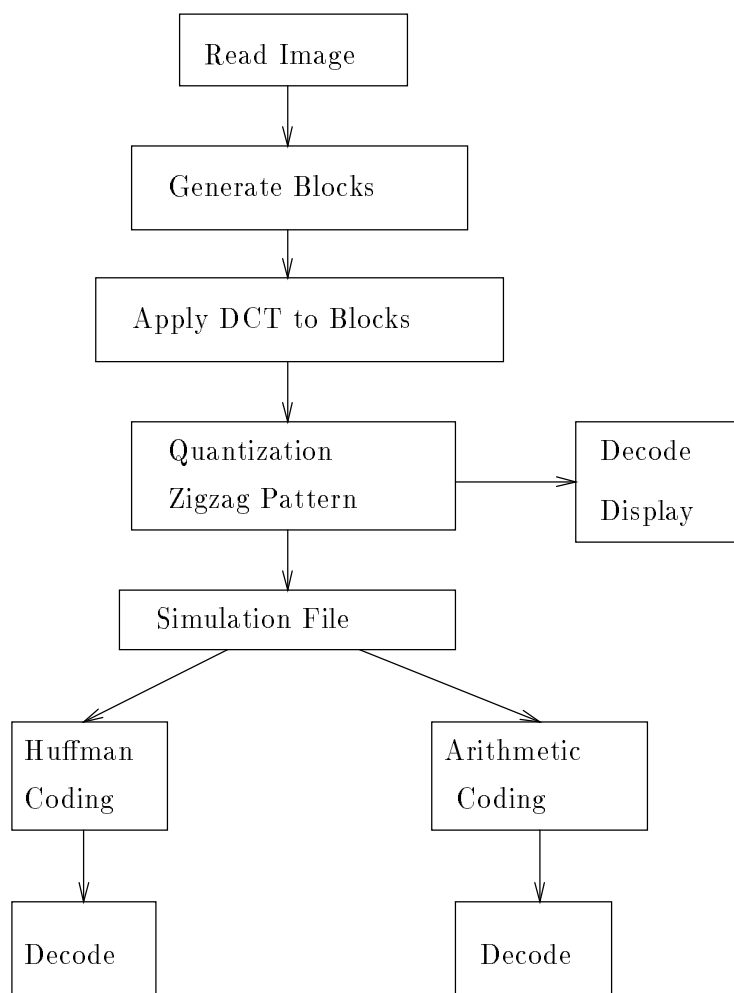 Read Image
Generate Blocks
Apply DCT to Blocks
Quantization
Zigzag Pattern
Decode
Display
Simulation File
Huffman
Coding
Arithmetic
Coding
Decode
Decode